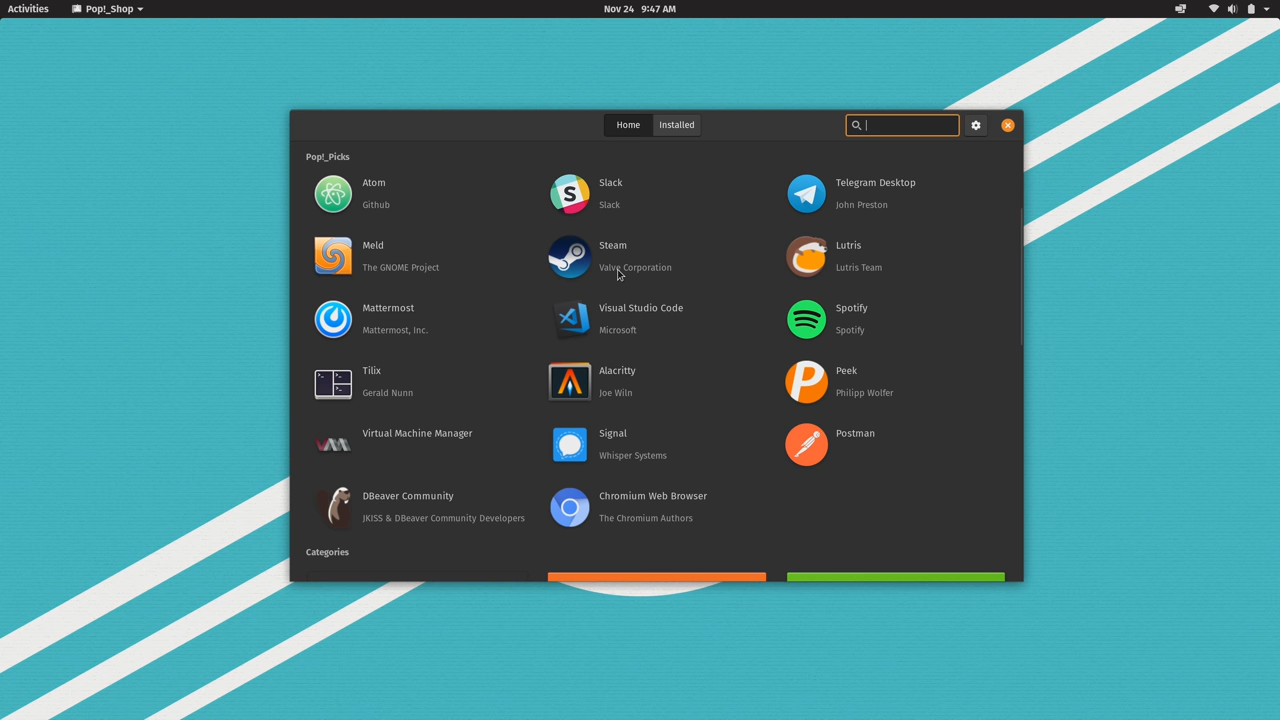 Activities
Pop!_Shop
Nov 24 9:47 AM
Home
Installed
Pop!_Picks
Atom
Github
Slack
Slack
Telegram Desktop
John Preston
Meld
The GNOME Project
Steam
Valve Corporation
Lutris
Lutris Team
Mattermost
Mattermost, Inc.
Visual Studio Code
Microsoft
Spotify
Spotify
Tilix
Gerald Nunn
Alacritty
Joe Wiln
Peek
Philipp Wolfer
Virtual Machine Manager
Signal
Whisper Systems
Postman
DBeaver Community
JKISS & DBeaver Community Developers
Chromium Web Browser
The Chromium Authors
Categories